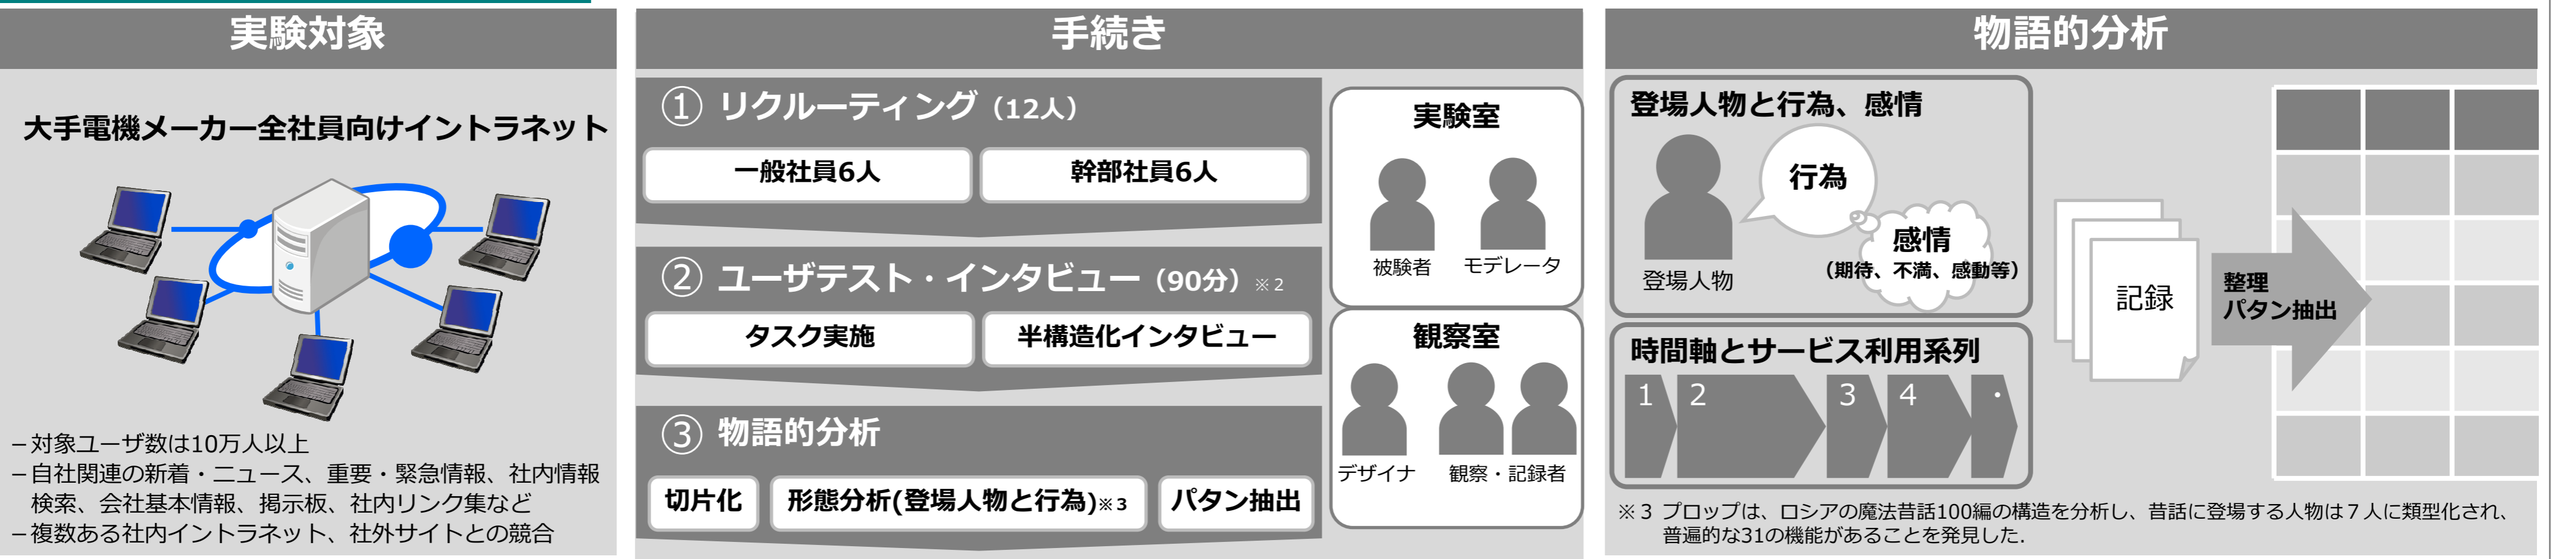 実験対象
大手電機メーカー全社員向けイントラネット
－対象ユーザ数は10万人以上
－自社関連の新着・ニュース、重要・緊急情報、社内情報
検索、会社基本情報、掲示板、社内リンク集など
－複数ある社内イントラネット、社外サイトとの競合
手続き
① リクルーティング（12人）
一般社員6人
幹部社員6人
② ユーザテスト・インタビュー（90分）※２
タスク実施
半構造化インタビュー
③ 物語的分析
切片化
形態分析(登場人物と行為)※３
パタン抽出
実験室
被験者
モデレータ
観察室
デザイナ
観察・記録者
物語的分析
登場人物と行為、感情
行為
感情
（期待、不満、感動等）
登場人物
時間軸とサービス利用系列
1 2 3 4 ・
記録
整理
パタン抽出
※３ プロップは、ロシアの魔法昔話100編の構造を分析し、昔話に登場する人物は７人に類型化され、
普遍的な31の機能があることを発見した.